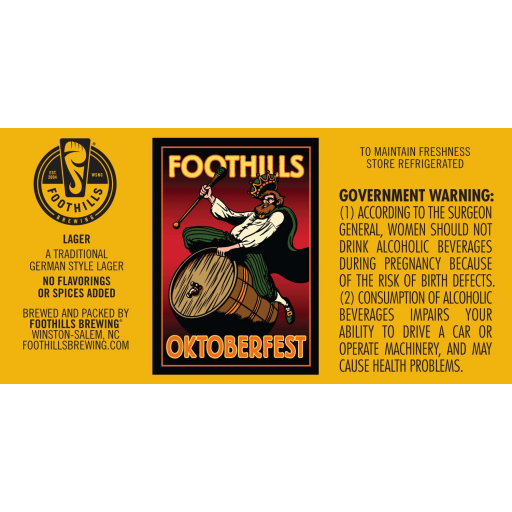 EST. 2004
WSNC
FOOTHILLS
BREWING
LAGER
A TRADITIONAL
GERMAN STYLE LAGER
NO FLAVORINGS
OR SPICES ADDED
BREWED AND PACKED BY
FOOTHILLS BREWING®
WINSTON-SALEM, NC
FOOTHILLSBREWING.COM
FOOTHILLS
OKTOBERFEST
TO MAINTAIN FRESHNESS
STORE REFRIGERATED
GOVERNMENT WARNING:
(1) ACCORDING TO THE SURGEON
GENERAL, WOMEN SHOULD NOT
DRINK ALCOHOLIC BEVERAGES
DURING PREGNANCY BECAUSE
OF THE RISK OF BIRTH DEFECTS.
(2) CONSUMPTION OF ALCOHOLIC
BEVERAGES IMPAIRS YOUR
ABILITY TO DRIVE A CAR OR
OPERATE MACHINERY, AND MAY
CAUSE HEALTH PROBLEMS.